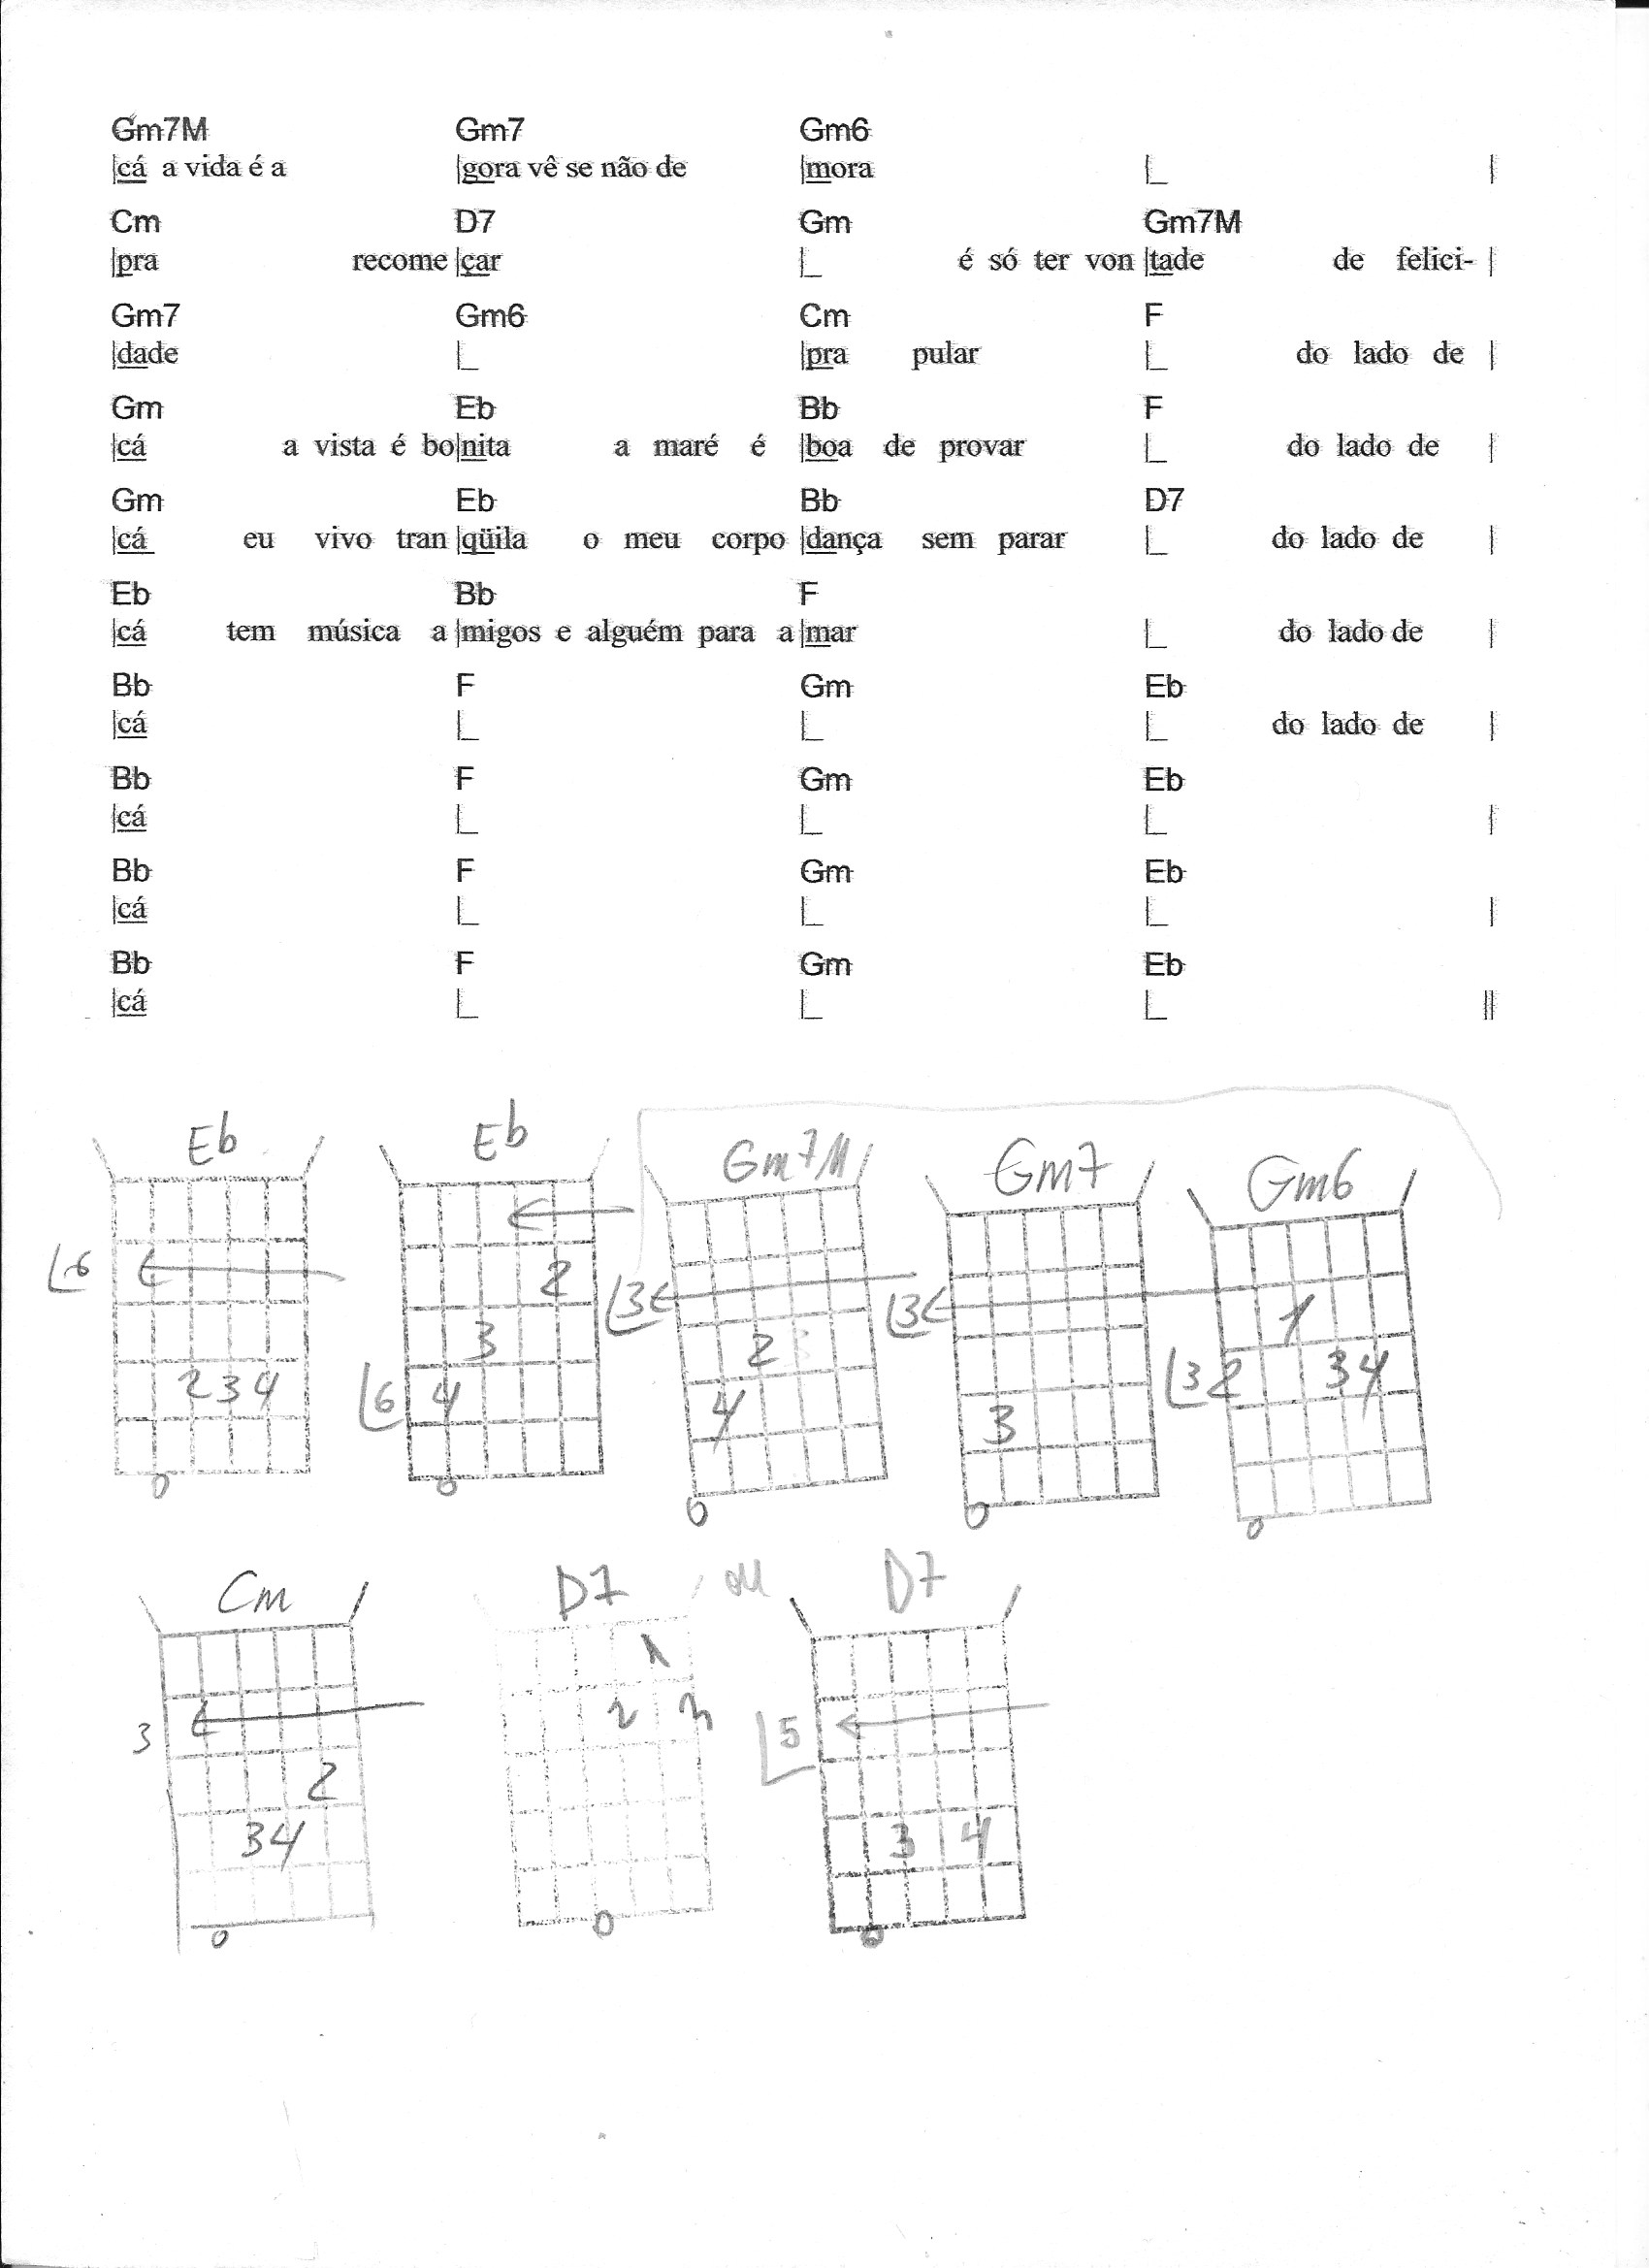 Gm7M Gm7 Gm6
|cá a vida é a |gora vê se não de |mora |_ |
Cm D7 Gm Gm7M
|pra recome |çar |_ é só ter von |tade de felici- |
Gm7 Gm6 Cm F
|dade |_ |pra pular |_ do lado de |
Gm Eb Bb F
|cá a vista é bo|nita a maré é |boa de provar |_ do lado de |
Gm Eb Bb D7
|cá eu vivo tran |qüila o meu corpo |dança sem parar |_ do lado de |
Eb Bb F
|cá tem música a |migos e alguém para a |mar |_ do lado de |
Bb F Gm Eb
|cá |_ |_ |_ do lado de |
Bb F Gm Eb
|cá |_ |_ |_ |
Bb F Gm Eb
|cá |_ |_ |_ |
Bb F Gm Eb
|cá |_ |_ |_ ||
Eb Eb Gm7M Gm7 Gm6
6 2 3 3 1
3 2 3 2 3 4
2 3 4 6 4 4 3
0 0 0 0 0
Cm D7 ou D7
1
3 2 3 5
2
3 4 3 4
0 0 0